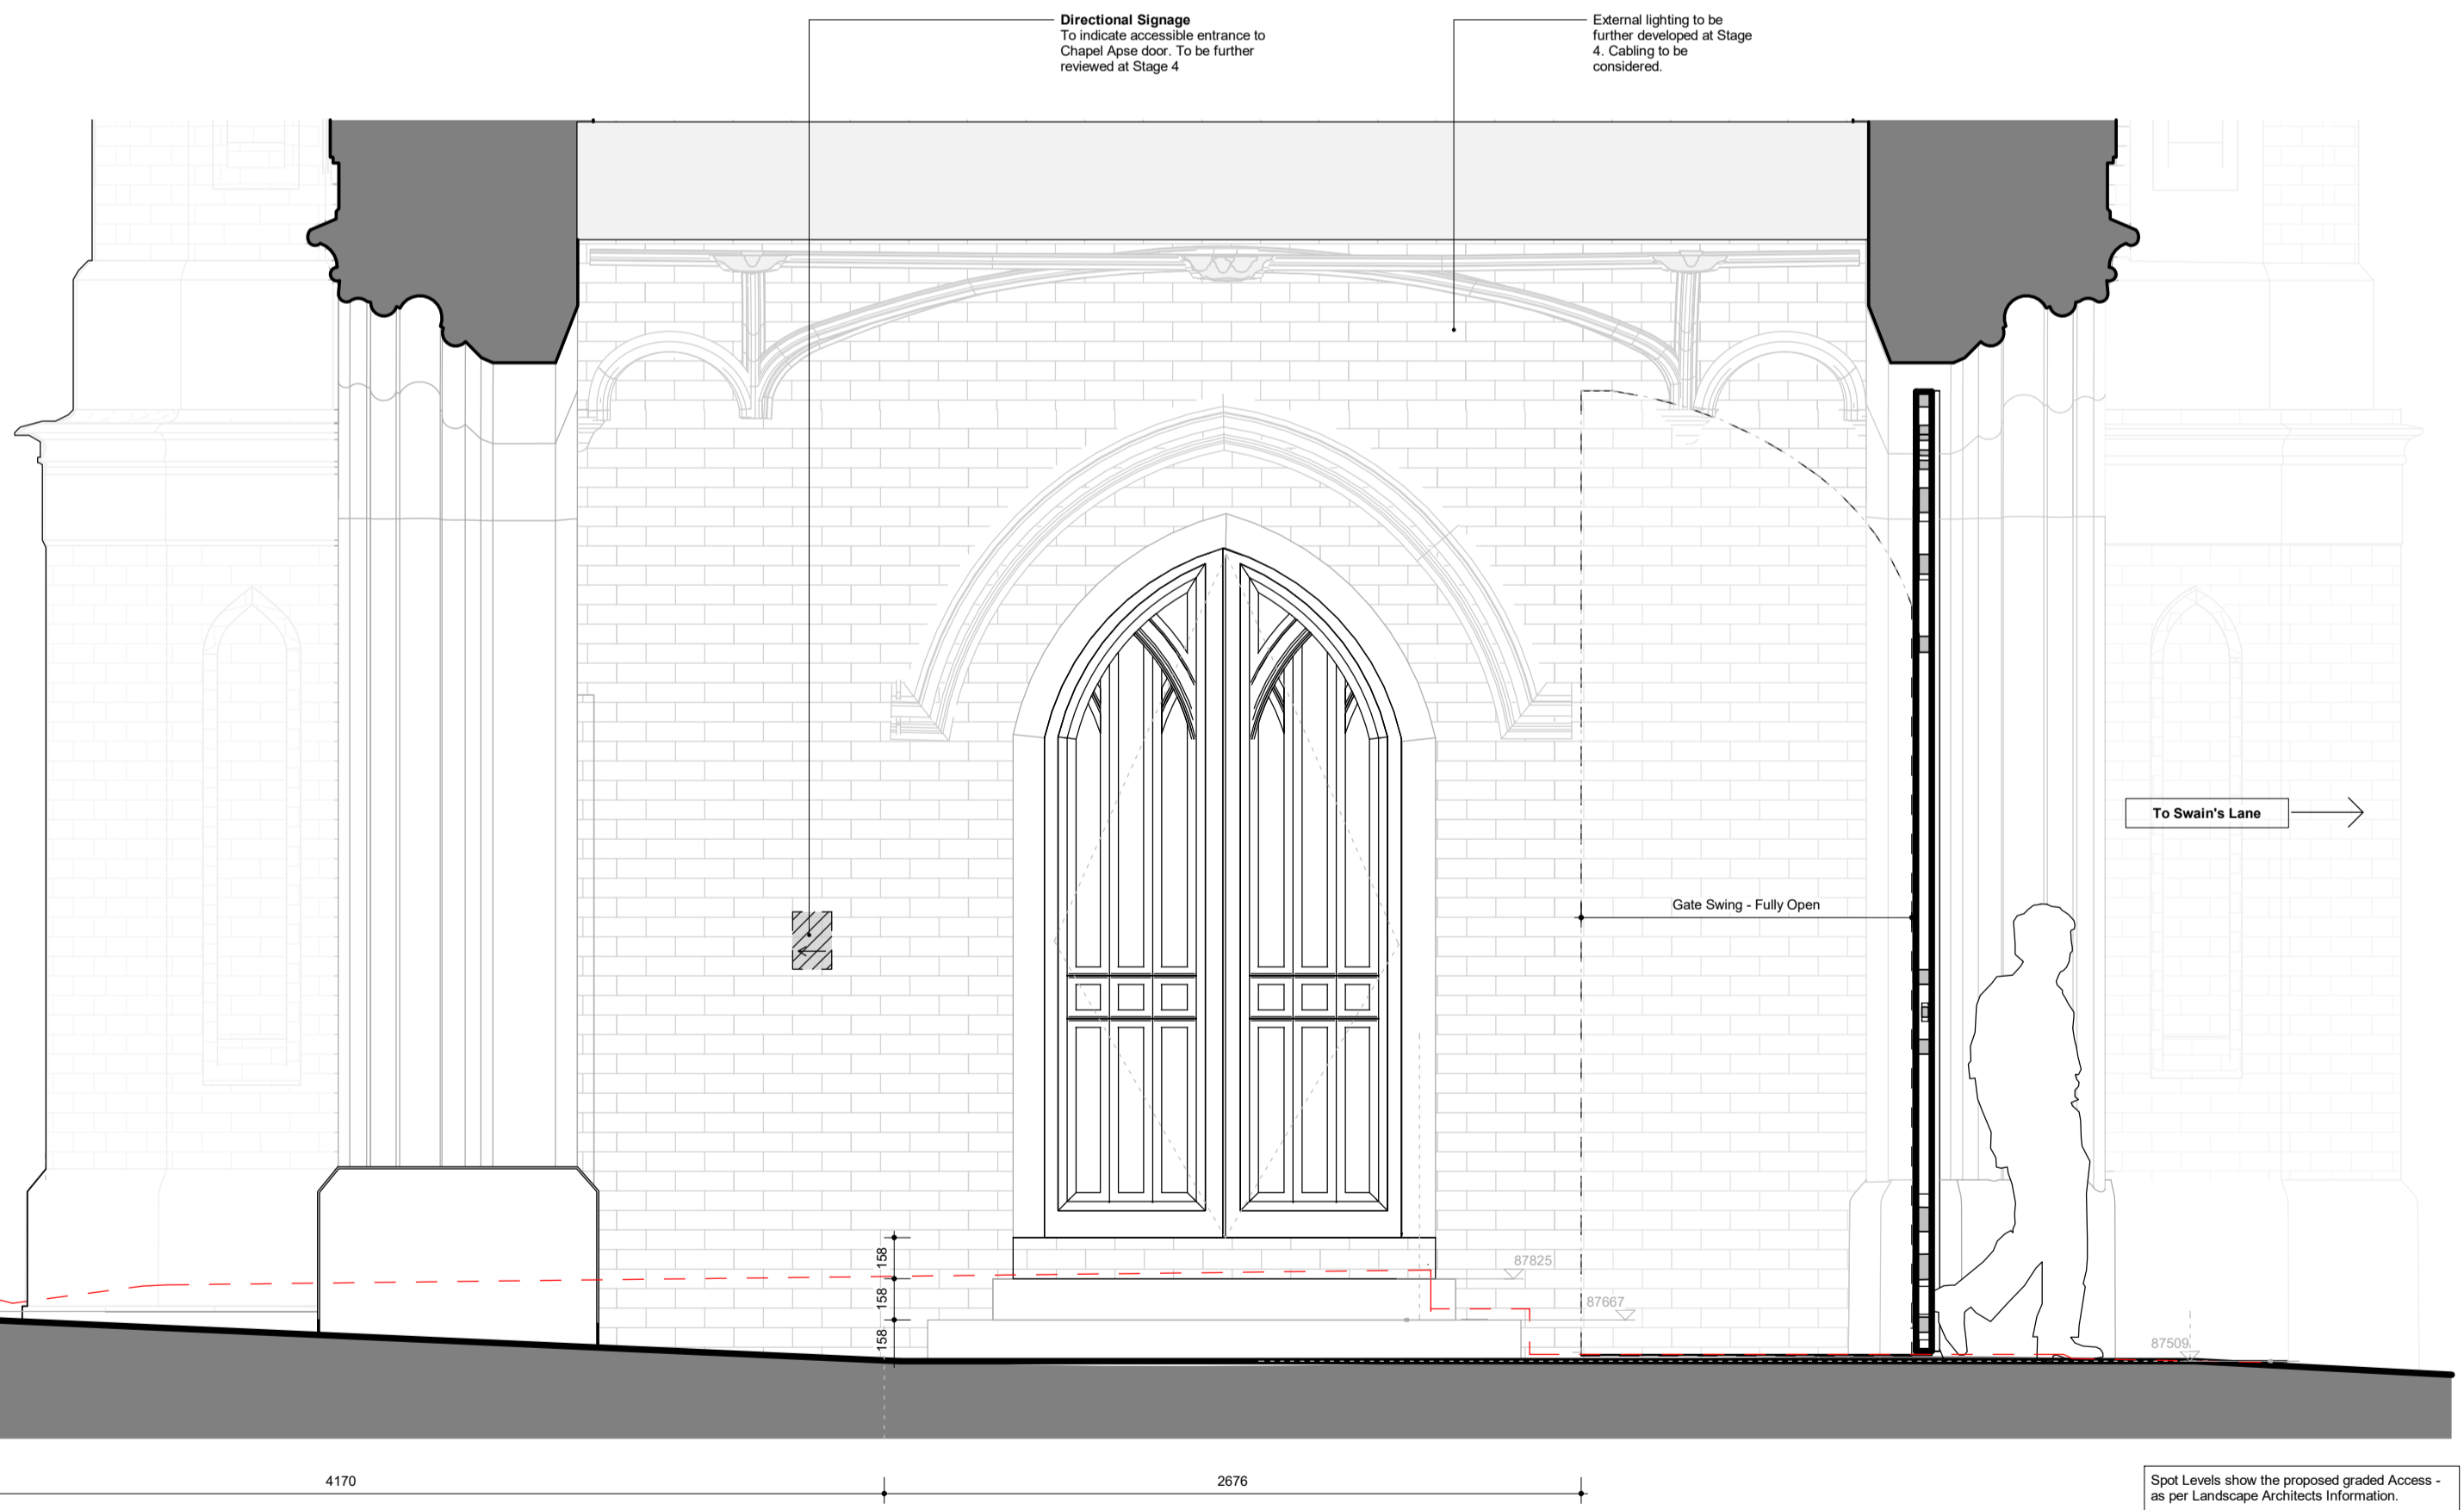 Directional Signage
To indicate accessible entrance to
Chapel Apse door. To be further
reviewed at Stage 4
External lighting to be
further developed at Stage
4. Cabling to be
considered.
To Swain's Lane
Gate Swing - Fully Open
158
158
158
87825
87667
87509
4170
2676
Spot Levels show the proposed graded Access -
as per Landscape Architects Information.